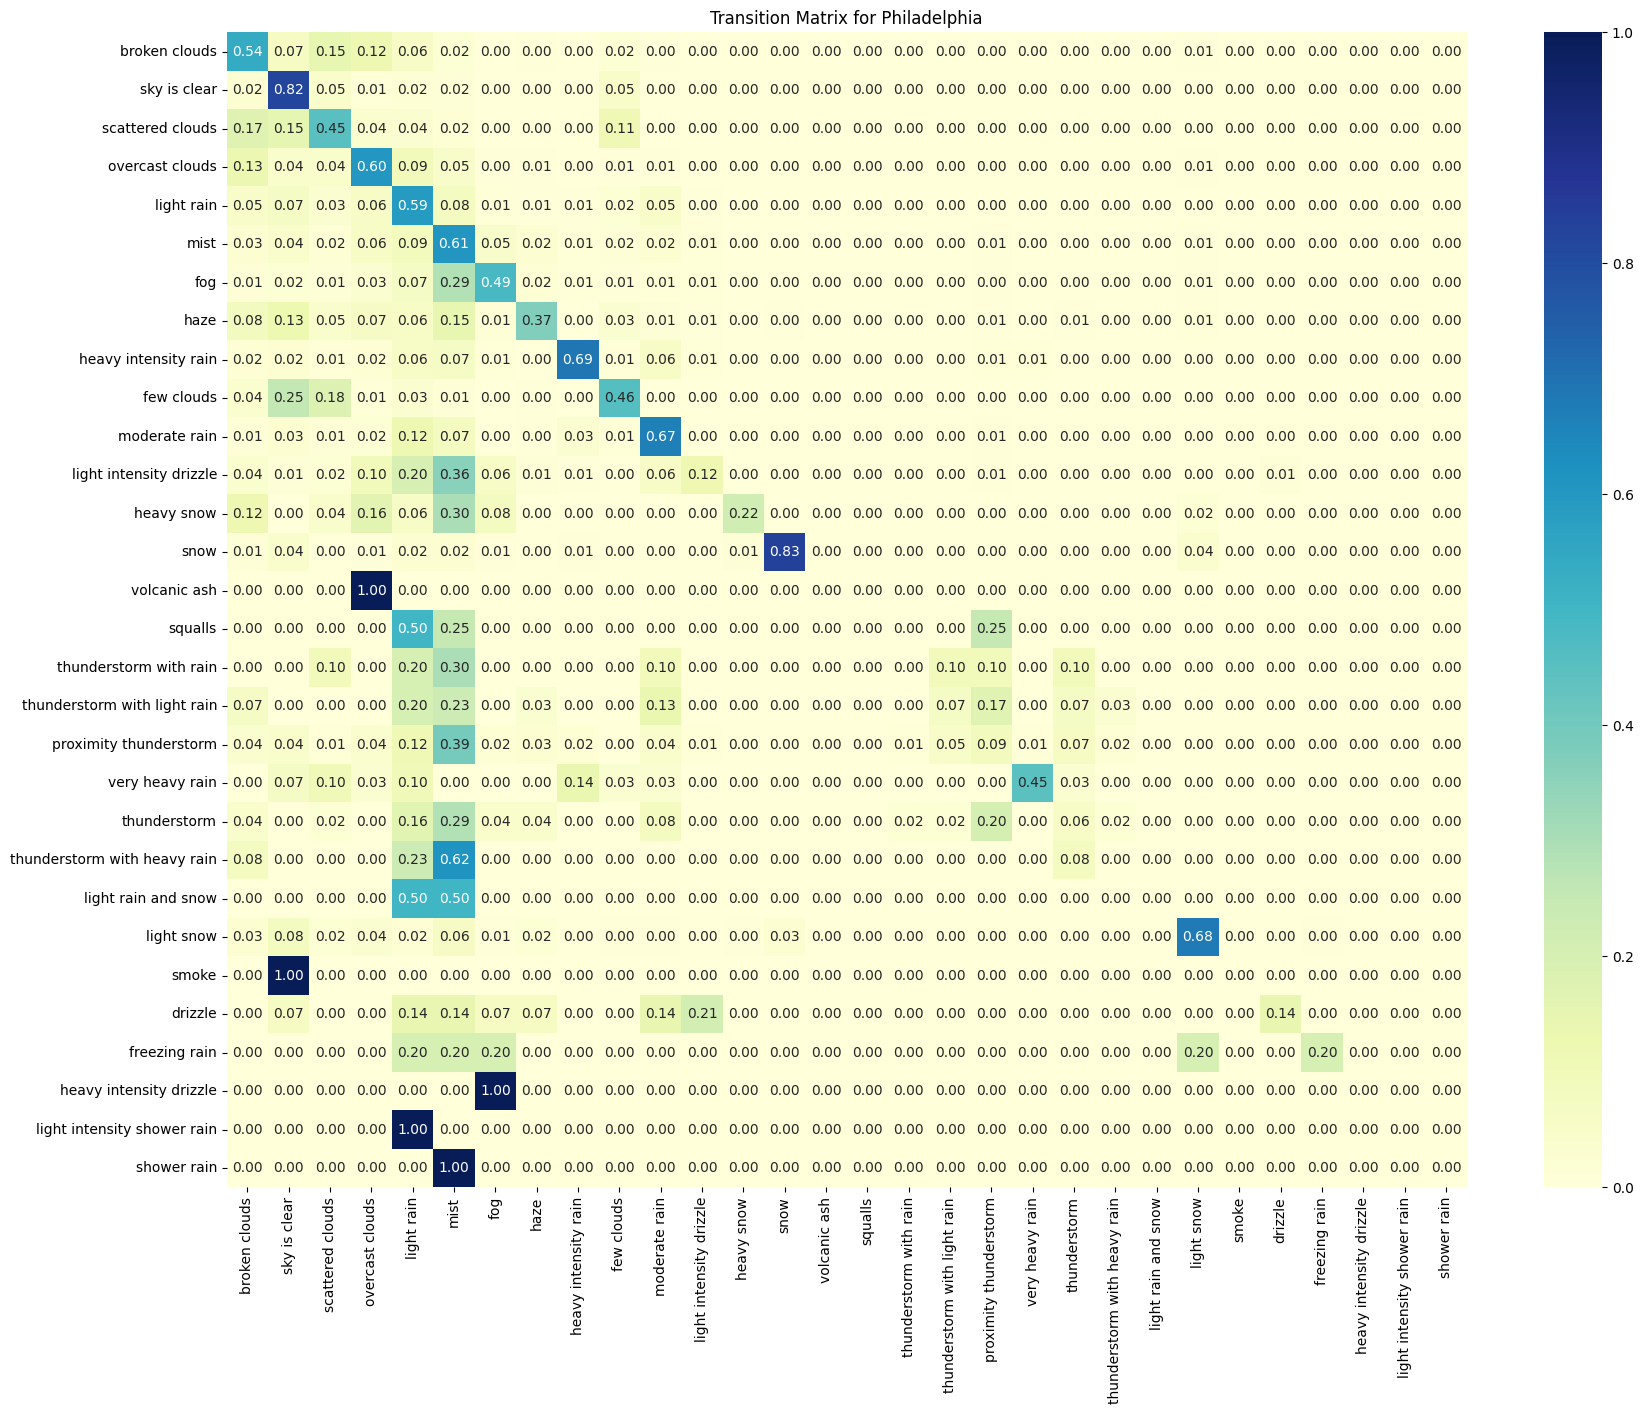 Transition Matrix for Philadelphia
broken clouds 0.54 0.07 0.15 0.12 0.06 0.02 0.00 0.00 0.00 0.02 0.00 0.00 0.00 0.00 0.00 0.00 0.00 0.00 0.00 0.00 0.00 0.00 0.00 0.01 0.00 0.00 0.00 0.00 0.00 0.00
sky is clear 0.02 0.82 0.05 0.01 0.02 0.02 0.00 0.00 0.00 0.05 0.00 0.00 0.00 0.00 0.00 0.00 0.00 0.00 0.00 0.00 0.00 0.00 0.00 0.00 0.00 0.00 0.00 0.00 0.00 0.00
scattered clouds 0.17 0.15 0.45 0.04 0.04 0.02 0.00 0.00 0.00 0.11 0.00 0.00 0.00 0.00 0.00 0.00 0.00 0.00 0.00 0.00 0.00 0.00 0.00 0.00 0.00 0.00 0.00 0.00 0.00 0.00
overcast clouds 0.13 0.04 0.04 0.60 0.09 0.05 0.00 0.01 0.00 0.01 0.01 0.00 0.00 0.00 0.00 0.00 0.00 0.00 0.00 0.00 0.00 0.00 0.00 0.01 0.00 0.00 0.00 0.00 0.00 0.00
light rain 0.05 0.07 0.03 0.06 0.59 0.08 0.01 0.01 0.01 0.02 0.05 0.00 0.00 0.00 0.00 0.00 0.00 0.00 0.00 0.00 0.00 0.00 0.00 0.00 0.00 0.00 0.00 0.00 0.00 0.00
mist 0.03 0.04 0.02 0.06 0.09 0.61 0.05 0.02 0.01 0.02 0.02 0.01 0.00 0.00 0.00 0.00 0.00 0.00 0.01 0.00 0.00 0.00 0.00 0.01 0.00 0.00 0.00 0.00 0.00 0.00
fog 0.01 0.02 0.01 0.03 0.07 0.29 0.49 0.02 0.01 0.01 0.01 0.01 0.00 0.00 0.00 0.00 0.00 0.00 0.00 0.00 0.00 0.00 0.00 0.01 0.00 0.00 0.00 0.00 0.00 0.00
haze 0.08 0.13 0.05 0.07 0.06 0.15 0.01 0.37 0.00 0.03 0.01 0.01 0.00 0.00 0.00 0.00 0.00 0.00 0.01 0.00 0.01 0.00 0.00 0.01 0.00 0.00 0.00 0.00 0.00 0.00
heavy intensity rain 0.02 0.02 0.01 0.02 0.06 0.07 0.01 0.00 0.69 0.01 0.06 0.01 0.00 0.00 0.00 0.00 0.00 0.00 0.01 0.01 0.00 0.00 0.00 0.00 0.00 0.00 0.00 0.00 0.00 0.00
few clouds 0.04 0.25 0.18 0.01 0.03 0.01 0.00 0.00 0.00 0.46 0.00 0.00 0.00 0.00 0.00 0.00 0.00 0.00 0.00 0.00 0.00 0.00 0.00 0.00 0.00 0.00 0.00 0.00 0.00 0.00
moderate rain 0.01 0.03 0.01 0.02 0.12 0.07 0.00 0.00 0.03 0.01 0.67 0.00 0.00 0.00 0.00 0.00 0.00 0.00 0.01 0.00 0.00 0.00 0.00 0.00 0.00 0.00 0.00 0.00 0.00 0.00
light intensity drizzle 0.04 0.01 0.02 0.10 0.20 0.36 0.06 0.01 0.01 0.00 0.06 0.12 0.00 0.00 0.00 0.00 0.00 0.00 0.01 0.00 0.00 0.00 0.00 0.00 0.00 0.01 0.00 0.00 0.00 0.00
heavy snow 0.12 0.00 0.04 0.16 0.06 0.30 0.08 0.00 0.00 0.00 0.00 0.00 0.22 0.00 0.00 0.00 0.00 0.00 0.00 0.00 0.00 0.00 0.00 0.02 0.00 0.00 0.00 0.00 0.00 0.00
snow 0.01 0.04 0.00 0.01 0.02 0.02 0.01 0.00 0.01 0.00 0.00 0.00 0.01 0.83 0.00 0.00 0.00 0.00 0.00 0.00 0.00 0.00 0.00 0.04 0.00 0.00 0.00 0.00 0.00 0.00
volcanic ash 0.00 0.00 0.00 1.00 0.00 0.00 0.00 0.00 0.00 0.00 0.00 0.00 0.00 0.00 0.00 0.00 0.00 0.00 0.00 0.00 0.00 0.00 0.00 0.00 0.00 0.00 0.00 0.00 0.00 0.00
squalls 0.00 0.00 0.00 0.00 0.50 0.25 0.00 0.00 0.00 0.00 0.00 0.00 0.00 0.00 0.00 0.00 0.00 0.00 0.25 0.00 0.00 0.00 0.00 0.00 0.00 0.00 0.00 0.00 0.00 0.00
thunderstorm with rain 0.00 0.00 0.10 0.00 0.20 0.30 0.00 0.00 0.00 0.00 0.10 0.00 0.00 0.00 0.00 0.00 0.00 0.10 0.10 0.00 0.10 0.00 0.00 0.00 0.00 0.00 0.00 0.00 0.00 0.00
thunderstorm with light rain 0.07 0.00 0.00 0.00 0.20 0.23 0.00 0.03 0.00 0.00 0.13 0.00 0.00 0.00 0.00 0.00 0.00 0.07 0.17 0.00 0.07 0.03 0.00 0.00 0.00 0.00 0.00 0.00 0.00 0.00
proximity thunderstorm 0.04 0.04 0.01 0.04 0.12 0.39 0.02 0.03 0.02 0.00 0.04 0.01 0.00 0.00 0.00 0.00 0.01 0.05 0.09 0.01 0.07 0.02 0.00 0.00 0.00 0.00 0.00 0.00 0.00 0.00
very heavy rain 0.00 0.07 0.10 0.03 0.10 0.00 0.00 0.00 0.14 0.03 0.03 0.00 0.00 0.00 0.00 0.00 0.00 0.00 0.00 0.45 0.03 0.00 0.00 0.00 0.00 0.00 0.00 0.00 0.00 0.00
thunderstorm 0.04 0.00 0.02 0.00 0.16 0.29 0.04 0.04 0.00 0.00 0.08 0.00 0.00 0.00 0.00 0.00 0.02 0.02 0.20 0.00 0.06 0.02 0.00 0.00 0.00 0.00 0.00 0.00 0.00 0.00
thunderstorm with heavy rain 0.08 0.00 0.00 0.00 0.23 0.62 0.00 0.00 0.00 0.00 0.00 0.00 0.00 0.00 0.00 0.00 0.00 0.00 0.00 0.00 0.08 0.00 0.00 0.00 0.00 0.00 0.00 0.00 0.00 0.00
light rain and snow 0.00 0.00 0.00 0.00 0.50 0.50 0.00 0.00 0.00 0.00 0.00 0.00 0.00 0.00 0.00 0.00 0.00 0.00 0.00 0.00 0.00 0.00 0.00 0.00 0.00 0.00 0.00 0.00 0.00 0.00
light snow 0.03 0.08 0.02 0.04 0.02 0.06 0.01 0.02 0.00 0.00 0.00 0.00 0.00 0.03 0.00 0.00 0.00 0.00 0.00 0.00 0.00 0.00 0.00 0.68 0.00 0.00 0.00 0.00 0.00 0.00
smoke 0.00 1.00 0.00 0.00 0.00 0.00 0.00 0.00 0.00 0.00 0.00 0.00 0.00 0.00 0.00 0.00 0.00 0.00 0.00 0.00 0.00 0.00 0.00 0.00 0.00 0.00 0.00 0.00 0.00 0.00
drizzle 0.00 0.07 0.00 0.00 0.14 0.14 0.07 0.07 0.00 0.00 0.14 0.21 0.00 0.00 0.00 0.00 0.00 0.00 0.00 0.00 0.00 0.00 0.00 0.00 0.00 0.14 0.00 0.00 0.00 0.00
freezing rain 0.00 0.00 0.00 0.00 0.20 0.20 0.20 0.00 0.00 0.00 0.00 0.00 0.00 0.00 0.00 0.00 0.00 0.00 0.00 0.00 0.00 0.00 0.00 0.20 0.00 0.00 0.20 0.00 0.00 0.00
heavy intensity drizzle 0.00 0.00 0.00 0.00 0.00 0.00 1.00 0.00 0.00 0.00 0.00 0.00 0.00 0.00 0.00 0.00 0.00 0.00 0.00 0.00 0.00 0.00 0.00 0.00 0.00 0.00 0.00 0.00 0.00 0.00
light intensity shower rain 0.00 0.00 0.00 0.00 1.00 0.00 0.00 0.00 0.00 0.00 0.00 0.00 0.00 0.00 0.00 0.00 0.00 0.00 0.00 0.00 0.00 0.00 0.00 0.00 0.00 0.00 0.00 0.00 0.00 0.00
shower rain 0.00 0.00 0.00 0.00 0.00 1.00 0.00 0.00 0.00 0.00 0.00 0.00 0.00 0.00 0.00 0.00 0.00 0.00 0.00 0.00 0.00 0.00 0.00 0.00 0.00 0.00 0.00 0.00 0.00 0.00
broken clouds
sky is clear
scattered clouds
overcast clouds
light rain
mist
fog
haze
heavy intensity rain
few clouds
moderate rain
light intensity drizzle
heavy snow
snow
volcanic ash
squalls
thunderstorm with rain
thunderstorm with light rain
proximity thunderstorm
very heavy rain
thunderstorm
thunderstorm with heavy rain
light rain and snow
light snow
smoke
drizzle
freezing rain
heavy intensity drizzle
light intensity shower rain
shower rain
1.0
0.8
0.6
0.4
0.2
0.0